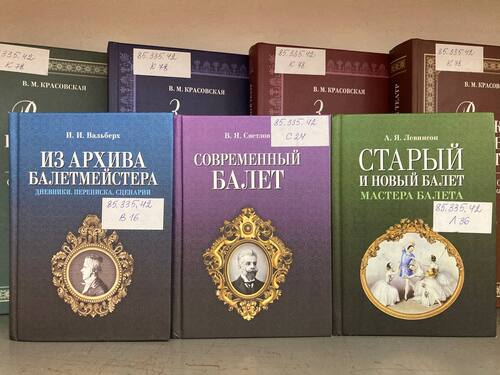 85.335.42
К 78
85.335.42
К 78
В. М. КРАСОВСКАЯ
З
85.335.42
К 78
В. М. КРАСОВСКАЯ
З
85.335.42
К 78
В. М. КРАСОВСКАЯ
И. И. Вальберх
ИЗ АРХИВА
БАЛЕТМЕЙСТЕРА
ДНЕВНИКИ. ПЕРЕПИСКА. СЦЕНАРИИ
85.335.42
В 16
В. Я. Светлов
85.335.42
С 24
СОВРЕМЕННЫЙ
БАЛЕТ
А. Я. Левинсон
СТАРЫЙ
И НОВЫЙ БАЛЕТ
МАСТЕРА БАЛЕТА
85.335.42
Л 36